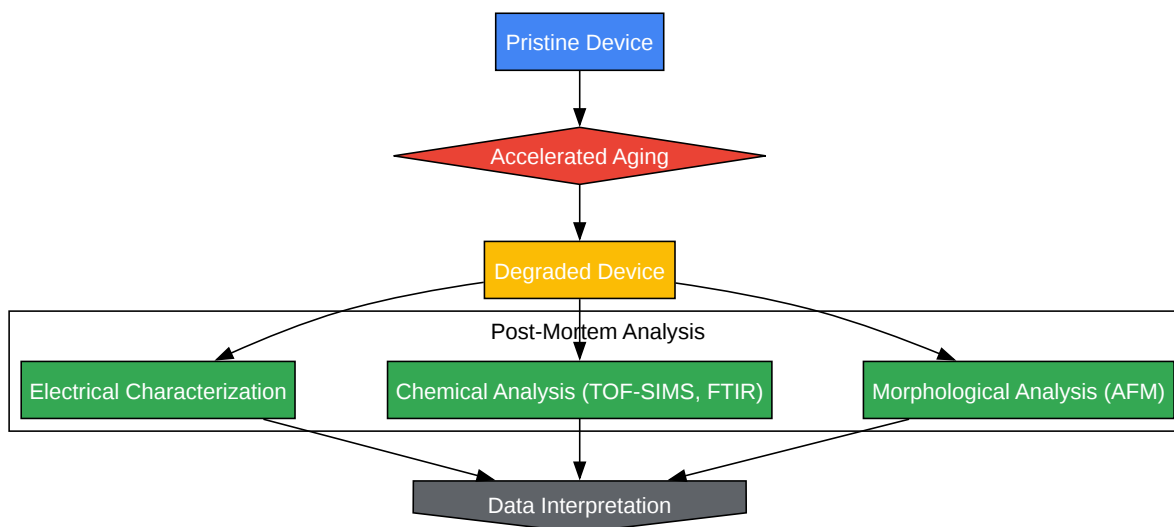 Pristine Device
Accelerated Aging
Degraded Device
Post-Mortem Analysis
Electrical Characterization
Chemical Analysis (TOF-SIMS, FTIR)
Morphological Analysis (AFM)
Data Interpretation